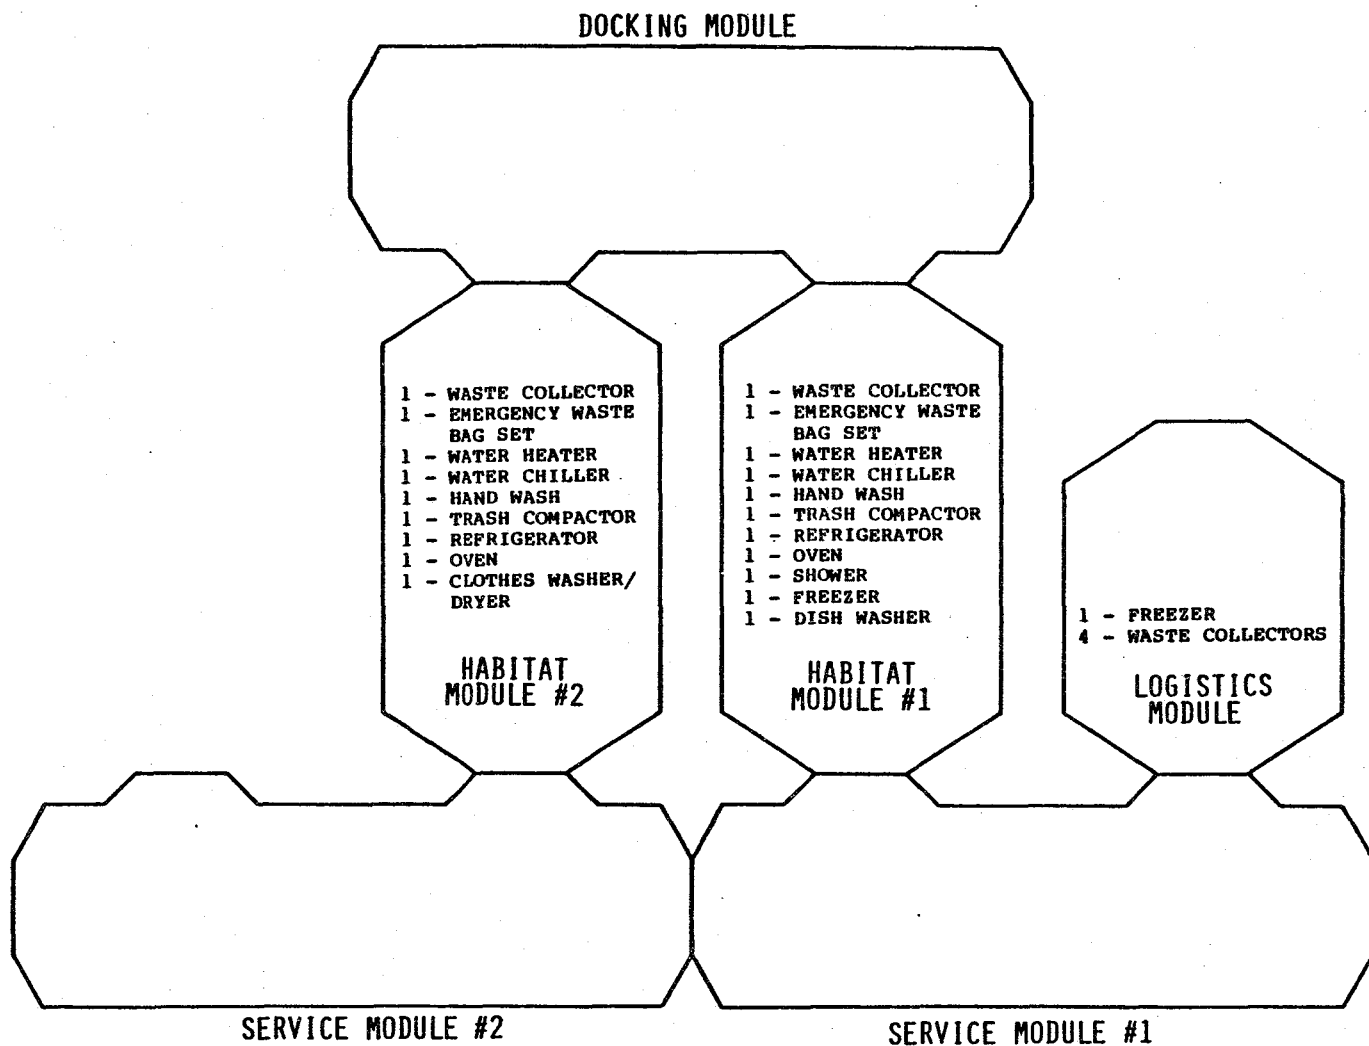 DOCKING MODULE
1 - WASTE COLLECTOR
1 - EMERGENCY WASTE
BAG SET
1 - WATER HEATER
1 - WATER CHILLER
1 - HAND WASH
1 - TRASH COMPACTOR
1 - REFRIGERATOR
1 - OVEN
1 - CLOTHES WASHER/
DRYER
HABITAT
MODULE #2
1 - WASTE COLLECTOR
1 - EMERGENCY WASTE
BAG SET
1 - WATER HEATER
1 - WATER CHILLER
1 - HAND WASH
1 - TRASH COMPACTOR
1 - REFRIGERATOR
1 - OVEN
1 - SHOWER
1 - FREEZER
1 - DISH WASHER
HABITAT
MODULE #1
1 - FREEZER
4 - WASTE COLLECTORS
LOGISTICS
MODULE
SERVICE MODULE #2
SERVICE MODULE #1